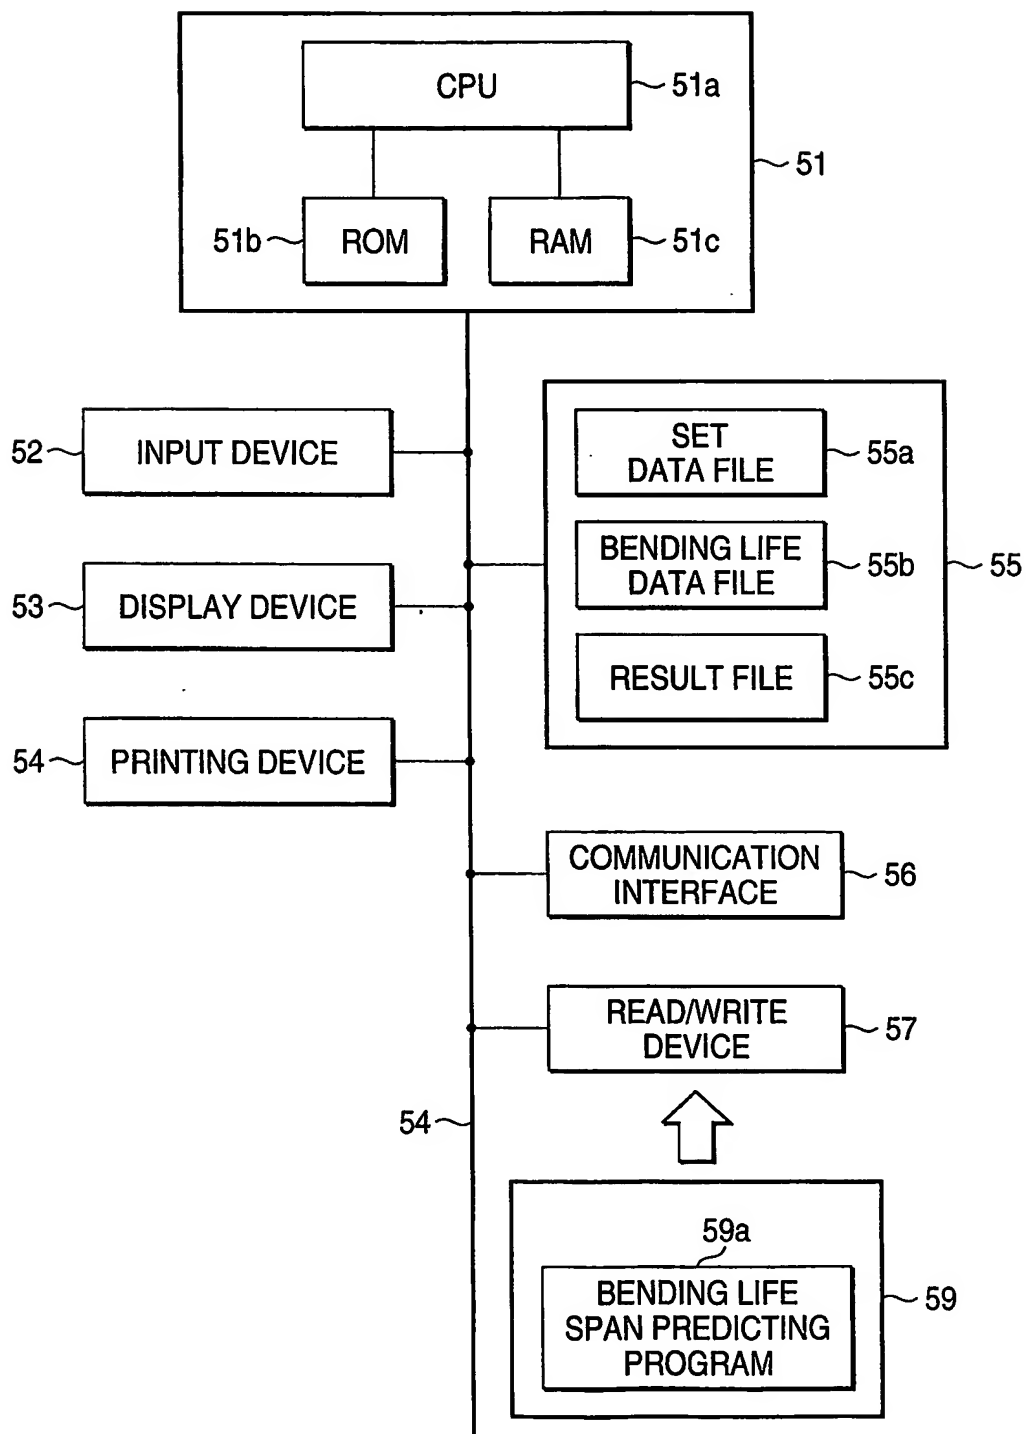 CPU
51a
51
51b
ROM
RAM
51c
52
INPUT DEVICE
SET
DATA FILE
55a
BENDING LIFE
DATA FILE
55b
55
53
DISPLAY DEVICE
RESULT FILE
55c
54
PRINTING DEVICE
COMMUNICATION
INTERFACE
56
READ/WRITE
DEVICE
57
54
59a
BENDING LIFE
SPAN PREDICTING
PROGRAM
59